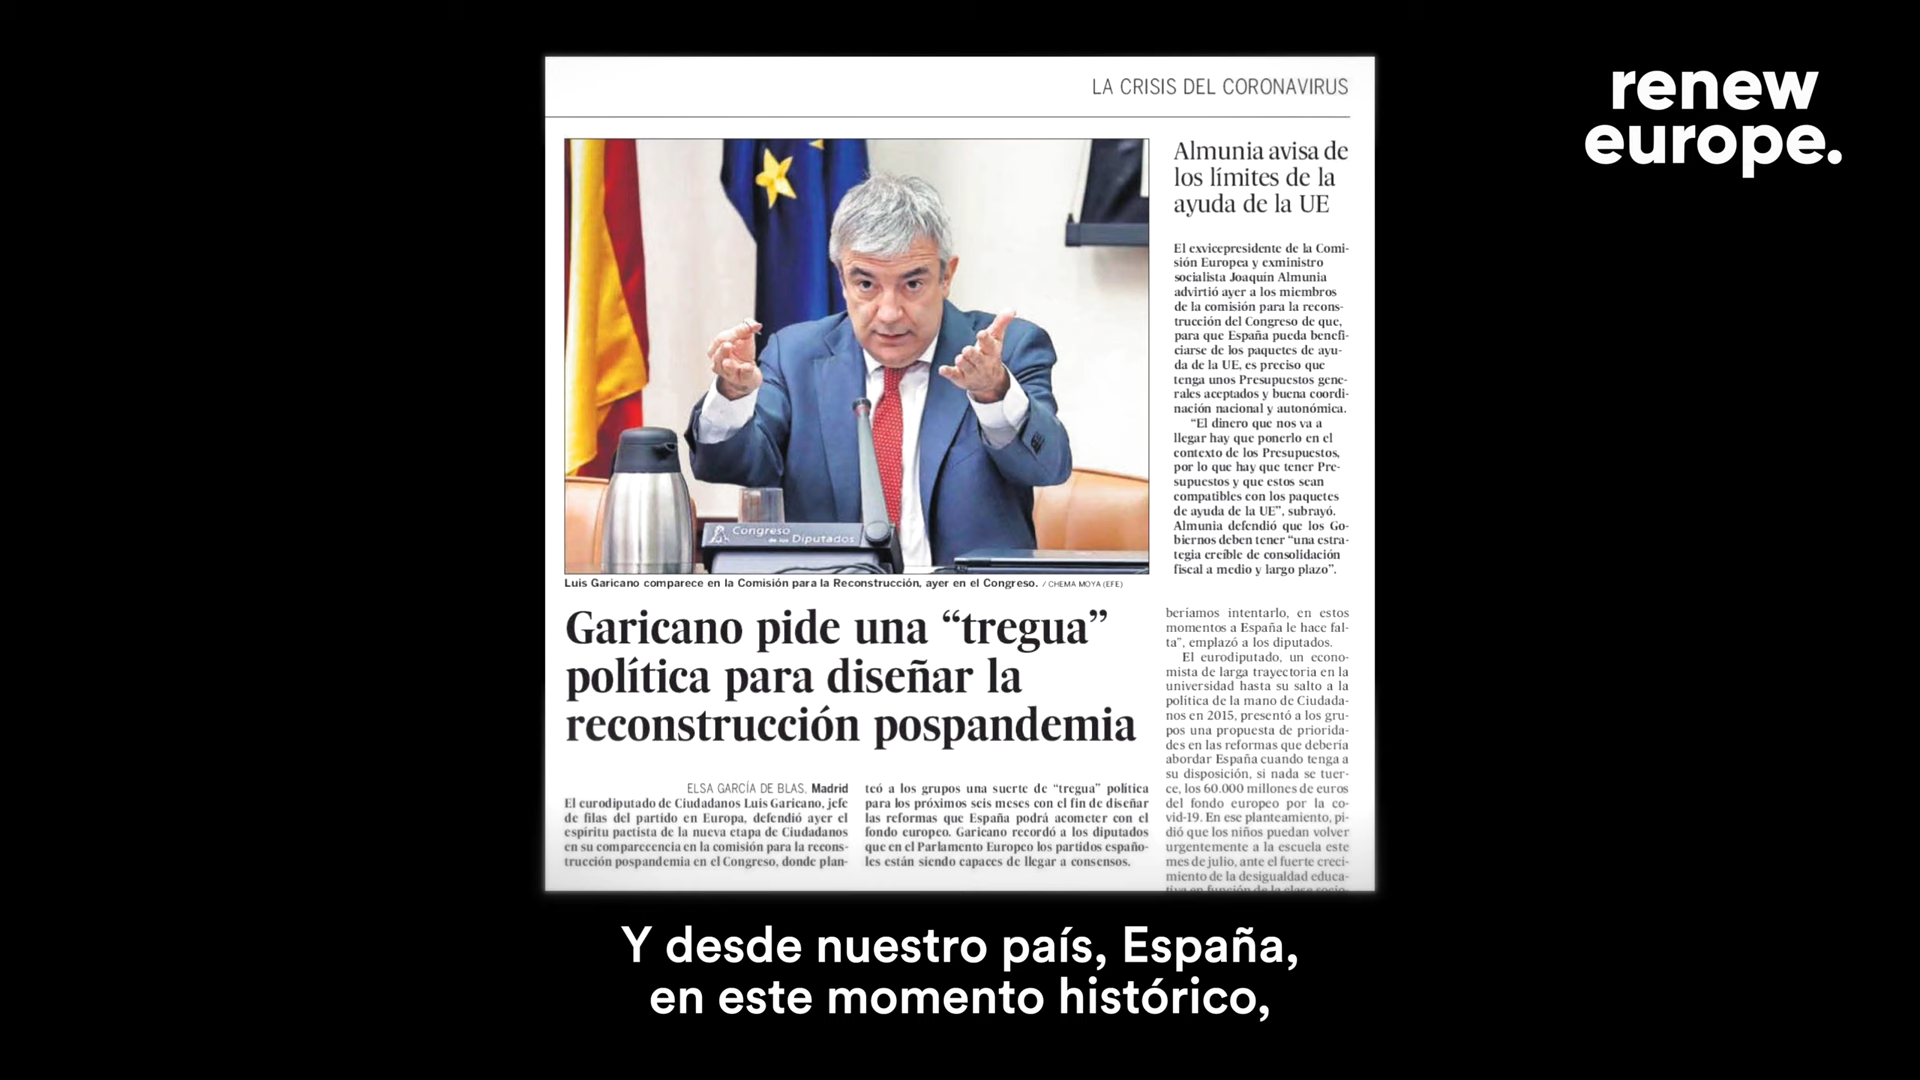 renew
europe.
LA CRISIS DEL CORONAVIRUS
Congreso
de los Diputados
Luis Garicano comparece en la Comisión para la Reconstrucción, ayer en el Congreso. / CHEMA MOYA (EFE)
Garicano pide una “tregua”
política para diseñar la
reconstrucción pospandemia
ELSA GARCÍA DE BLAS. Madrid
El eurodiputado de Ciudadanos Luis Garicano, jefe
de filas del partido en Europa, defendió ayer el
espíritu pactista de la nueva etapa de Ciudadanos
en su comparecencia en la comisión para la recons-
trucción pospandemia en el Congreso, donde plan-
teó a los grupos una suerte de “tregua” política
para los próximos seis meses con el fin de diseñar
las reformas que España podrá acometer con el
fondo europeo. Garicano recordó a los diputados
que en el Parlamento Europeo los partidos españo-
les están siendo capaces de llegar a consensos.
Almunia avisa de
los límites de la
ayuda de la UE
El exvicepresidente de la Comi-
sión Europea y exministro
socialista Joaquín Almunia
advirtió ayer a los miembros
de la comisión para la recons-
trucción del Congreso de que,
para que España pueda benefi-
ciarse de los paquetes de ayu-
da de la UE, es preciso que
tenga unos Presupuestos gene-
rales aceptados y buena coordi-
nación nacional y autonómica.
“El dinero que nos va a
llegar hay que ponerlo en el
contexto de los Presupuestos,
por lo que hay que tener Pre-
supuestos y que estos sean
compatibles con los paquetes
de ayuda de la UE”, subrayó.
Almunia defendió que los Go-
biernos deben tener “una estra-
tegia creíble de consolidación
fiscal a medio y largo plazo”.
beríamos intentarlo, en estos
momentos a España le hace fal-
ta”, emplazó a los diputados.
El eurodiputado, un econo-
mista de larga trayectoria en la
universidad hasta su salto a la
política de la mano de Ciudada-
nos en 2015, presentó a los gru-
pos una propuesta de priorida-
des en las reformas que debería
abordar España cuando tenga a
su disposición, si nada se tuer-
ce, los 60.000 millones de euros
del fondo europeo por la co-
vid-19. En ese planteamiento, pi-
dió que los niños puedan volver
urgentemente a la escuela este
mes de julio, ante el fuerte creci-
miento de la desigualdad educa-
tiva en función de la clase socio-
Y desde nuestro país, España,
en este momento histórico,